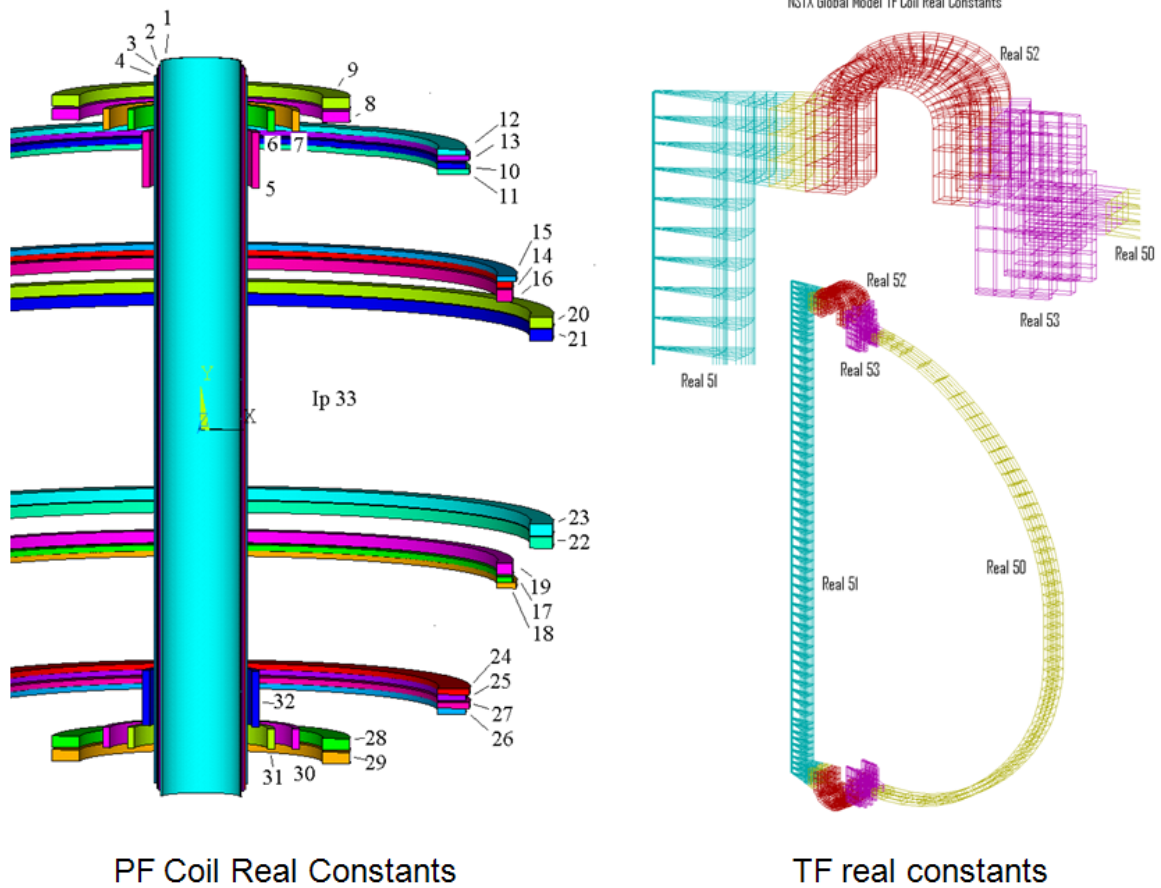 NSTX Global Model TF Coil Real Constants
1
2
3
4
9
8
6 7
5
12
13
10
11
15
14
16
20
21
Y
X
Ip 33
23
22
19
17
18
24
25
27
26
32
28
29
31 30
Real 52
Real 50
Real 53
Real 51
Real 52
Real 53
Real 51
Real 50
PF Coil Real Constants
TF real constants